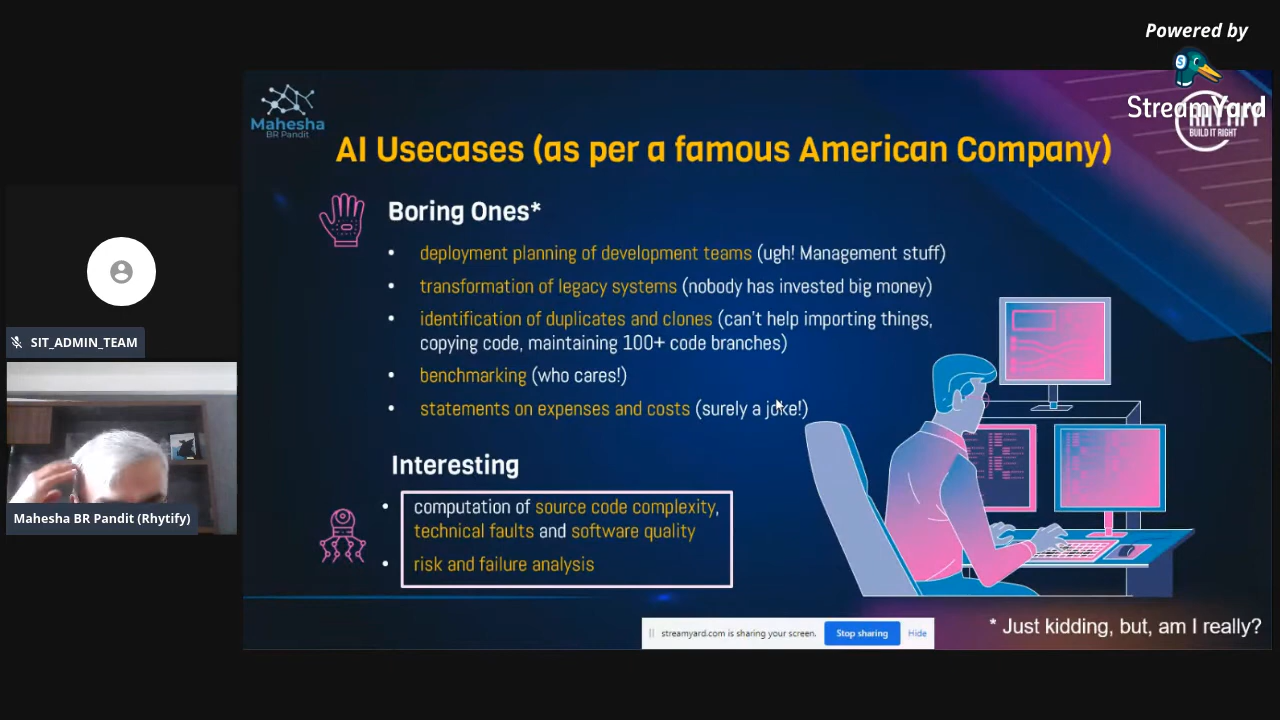 Powered by
StreamYard
Mahesha
BR Pandit
BUILD IT RIGHT
AI Usecases (as per a famous American Company)
Boring Ones*
• deployment planning of development teams (ugh! Management stuff)
• transformation of legacy systems (nobody has invested big money)
• identification of duplicates and clones (can't help importing things,
copying code, maintaining 100+ code branches)
• benchmarking (who cares!)
• statements on expenses and costs (surely a joke!)
SIT_ADMIN_TEAM
Mahesha BR Pandit (Rhytify)
Interesting
• computation of source code complexity,
technical faults and software quality
• risk and failure analysis
* Just kidding, but, am I really?
streamyard.com is sharing your screen. Stop sharing Hide